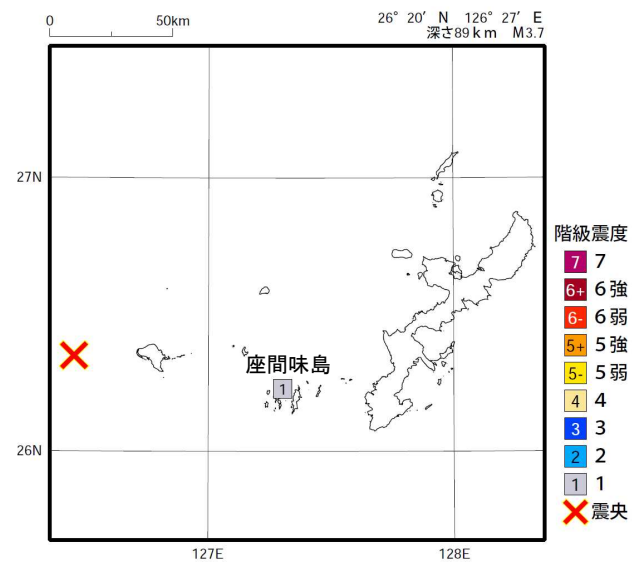 0 50km
26° 20′ N 126° 27′ E
深さ89km M3.7
27N
26N
127E 128E
座間味島
1
階級震度
7 7
6+ 6強
6- 6弱
5+ 5強
5- 5弱
4 4
3 3
2 2
1 1
震央